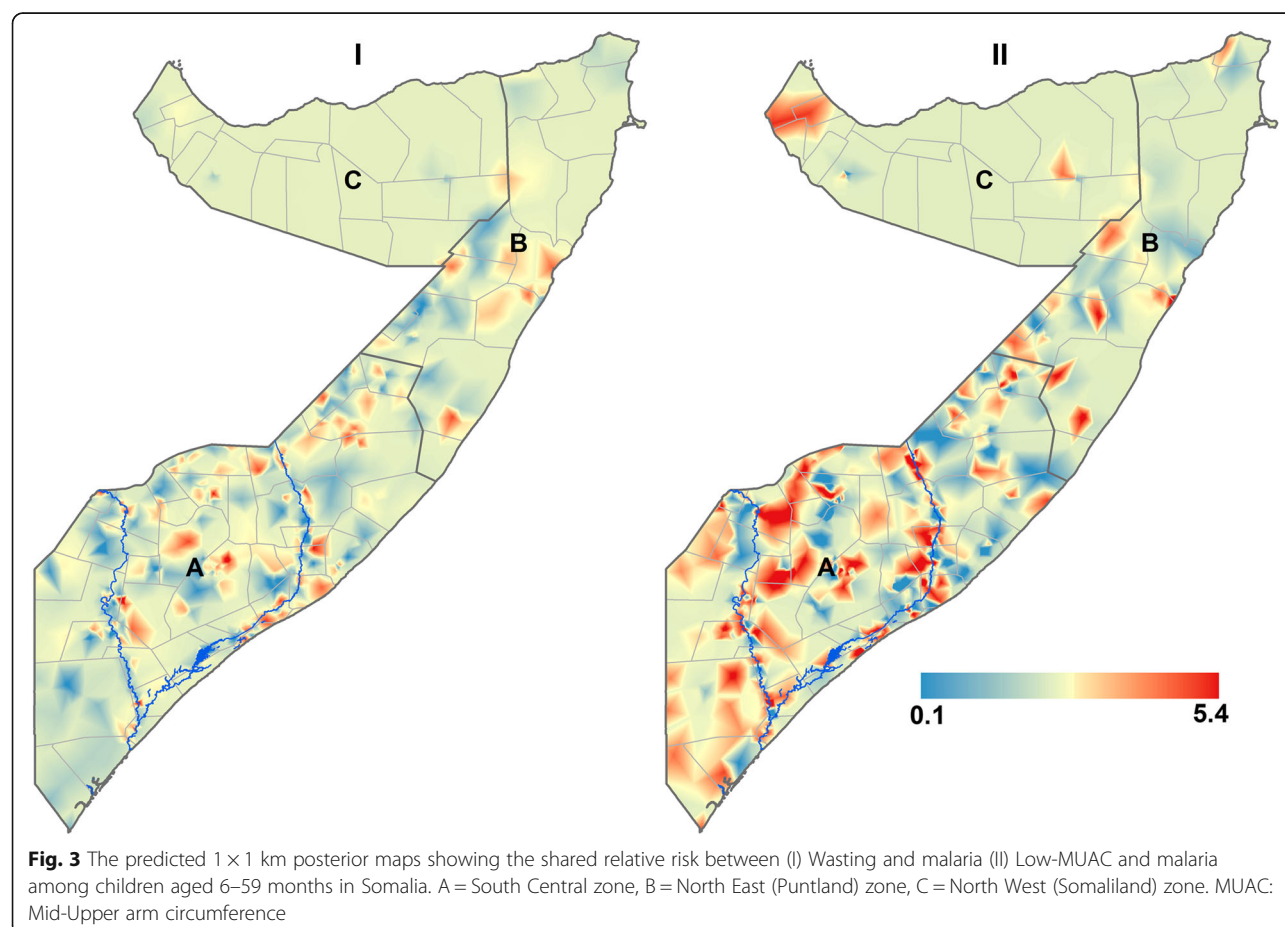 I
II
C
C
B
B
A
A
0.1
5.4
Fig. 3 The predicted 1 × 1 km posterior maps showing the shared relative risk between (I) Wasting and malaria (II) Low-MUAC and malaria
among children aged 6–59 months in Somalia. A = South Central zone, B = North East (Puntland) zone, C = North West (Somaliland) zone. MUAC:
Mid-Upper arm circumference